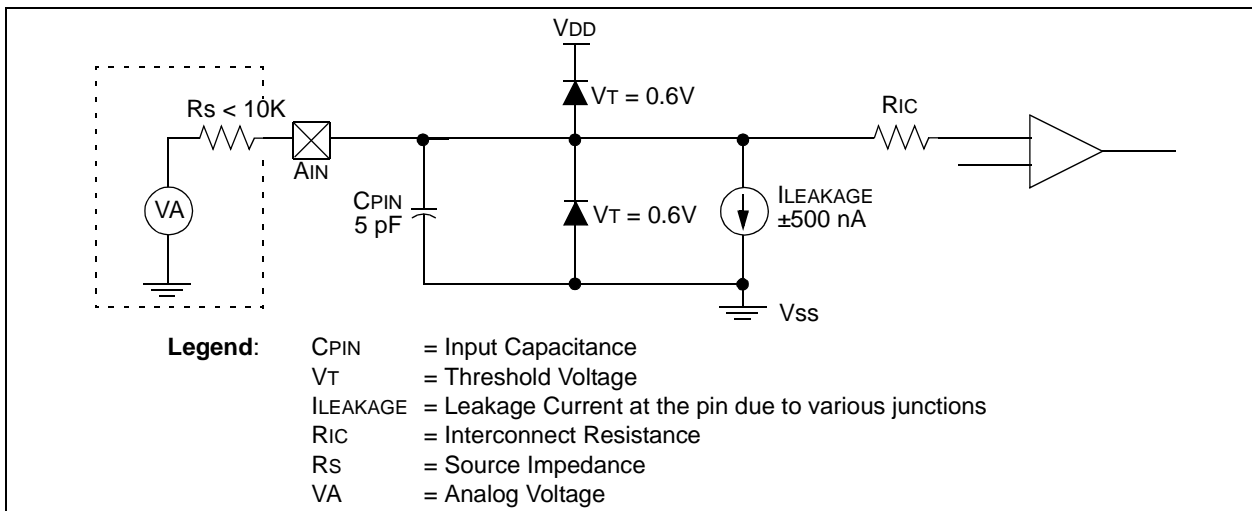 VDD
VT = 0.6V
RS < 10K
RIC
AIN
VA
CPIN
5 pF
VT = 0.6V
ILEAKAGE
±500 nA
VSS
Legend:
CPIN = Input Capacitance
VT = Threshold Voltage
ILEAKAGE = Leakage Current at the pin due to various junctions
RIC = Interconnect Resistance
RS = Source Impedance
VA = Analog Voltage